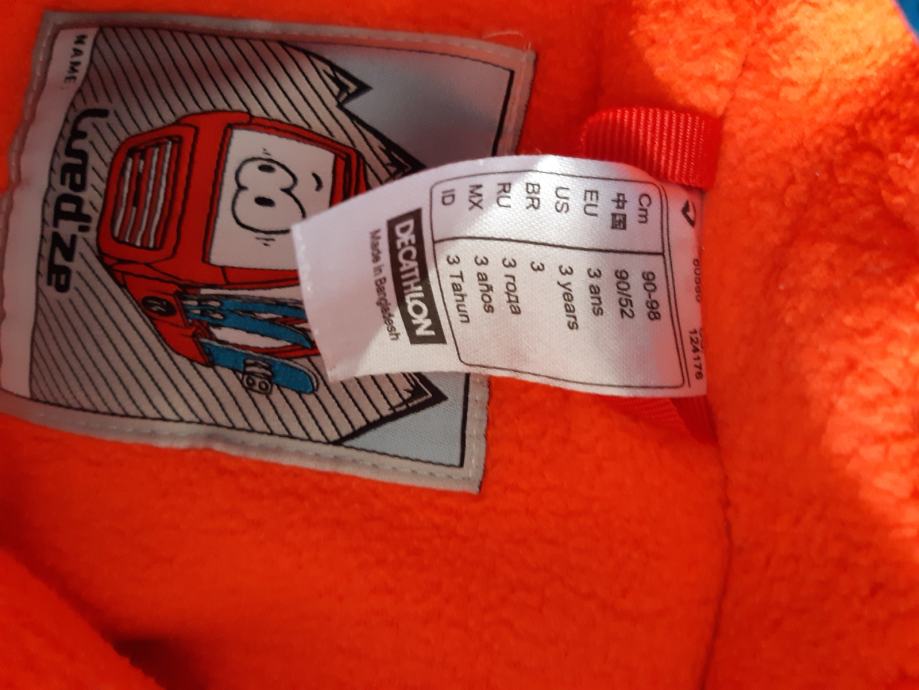 NAME:
wed'ze
124176
Cm 90-98
中国 90/52
EU 3 ans
US 3 years
BR 3
RU 3 года
MX 3 años
ID 3 Tahun
DECATHLON
Made in Bangladesh